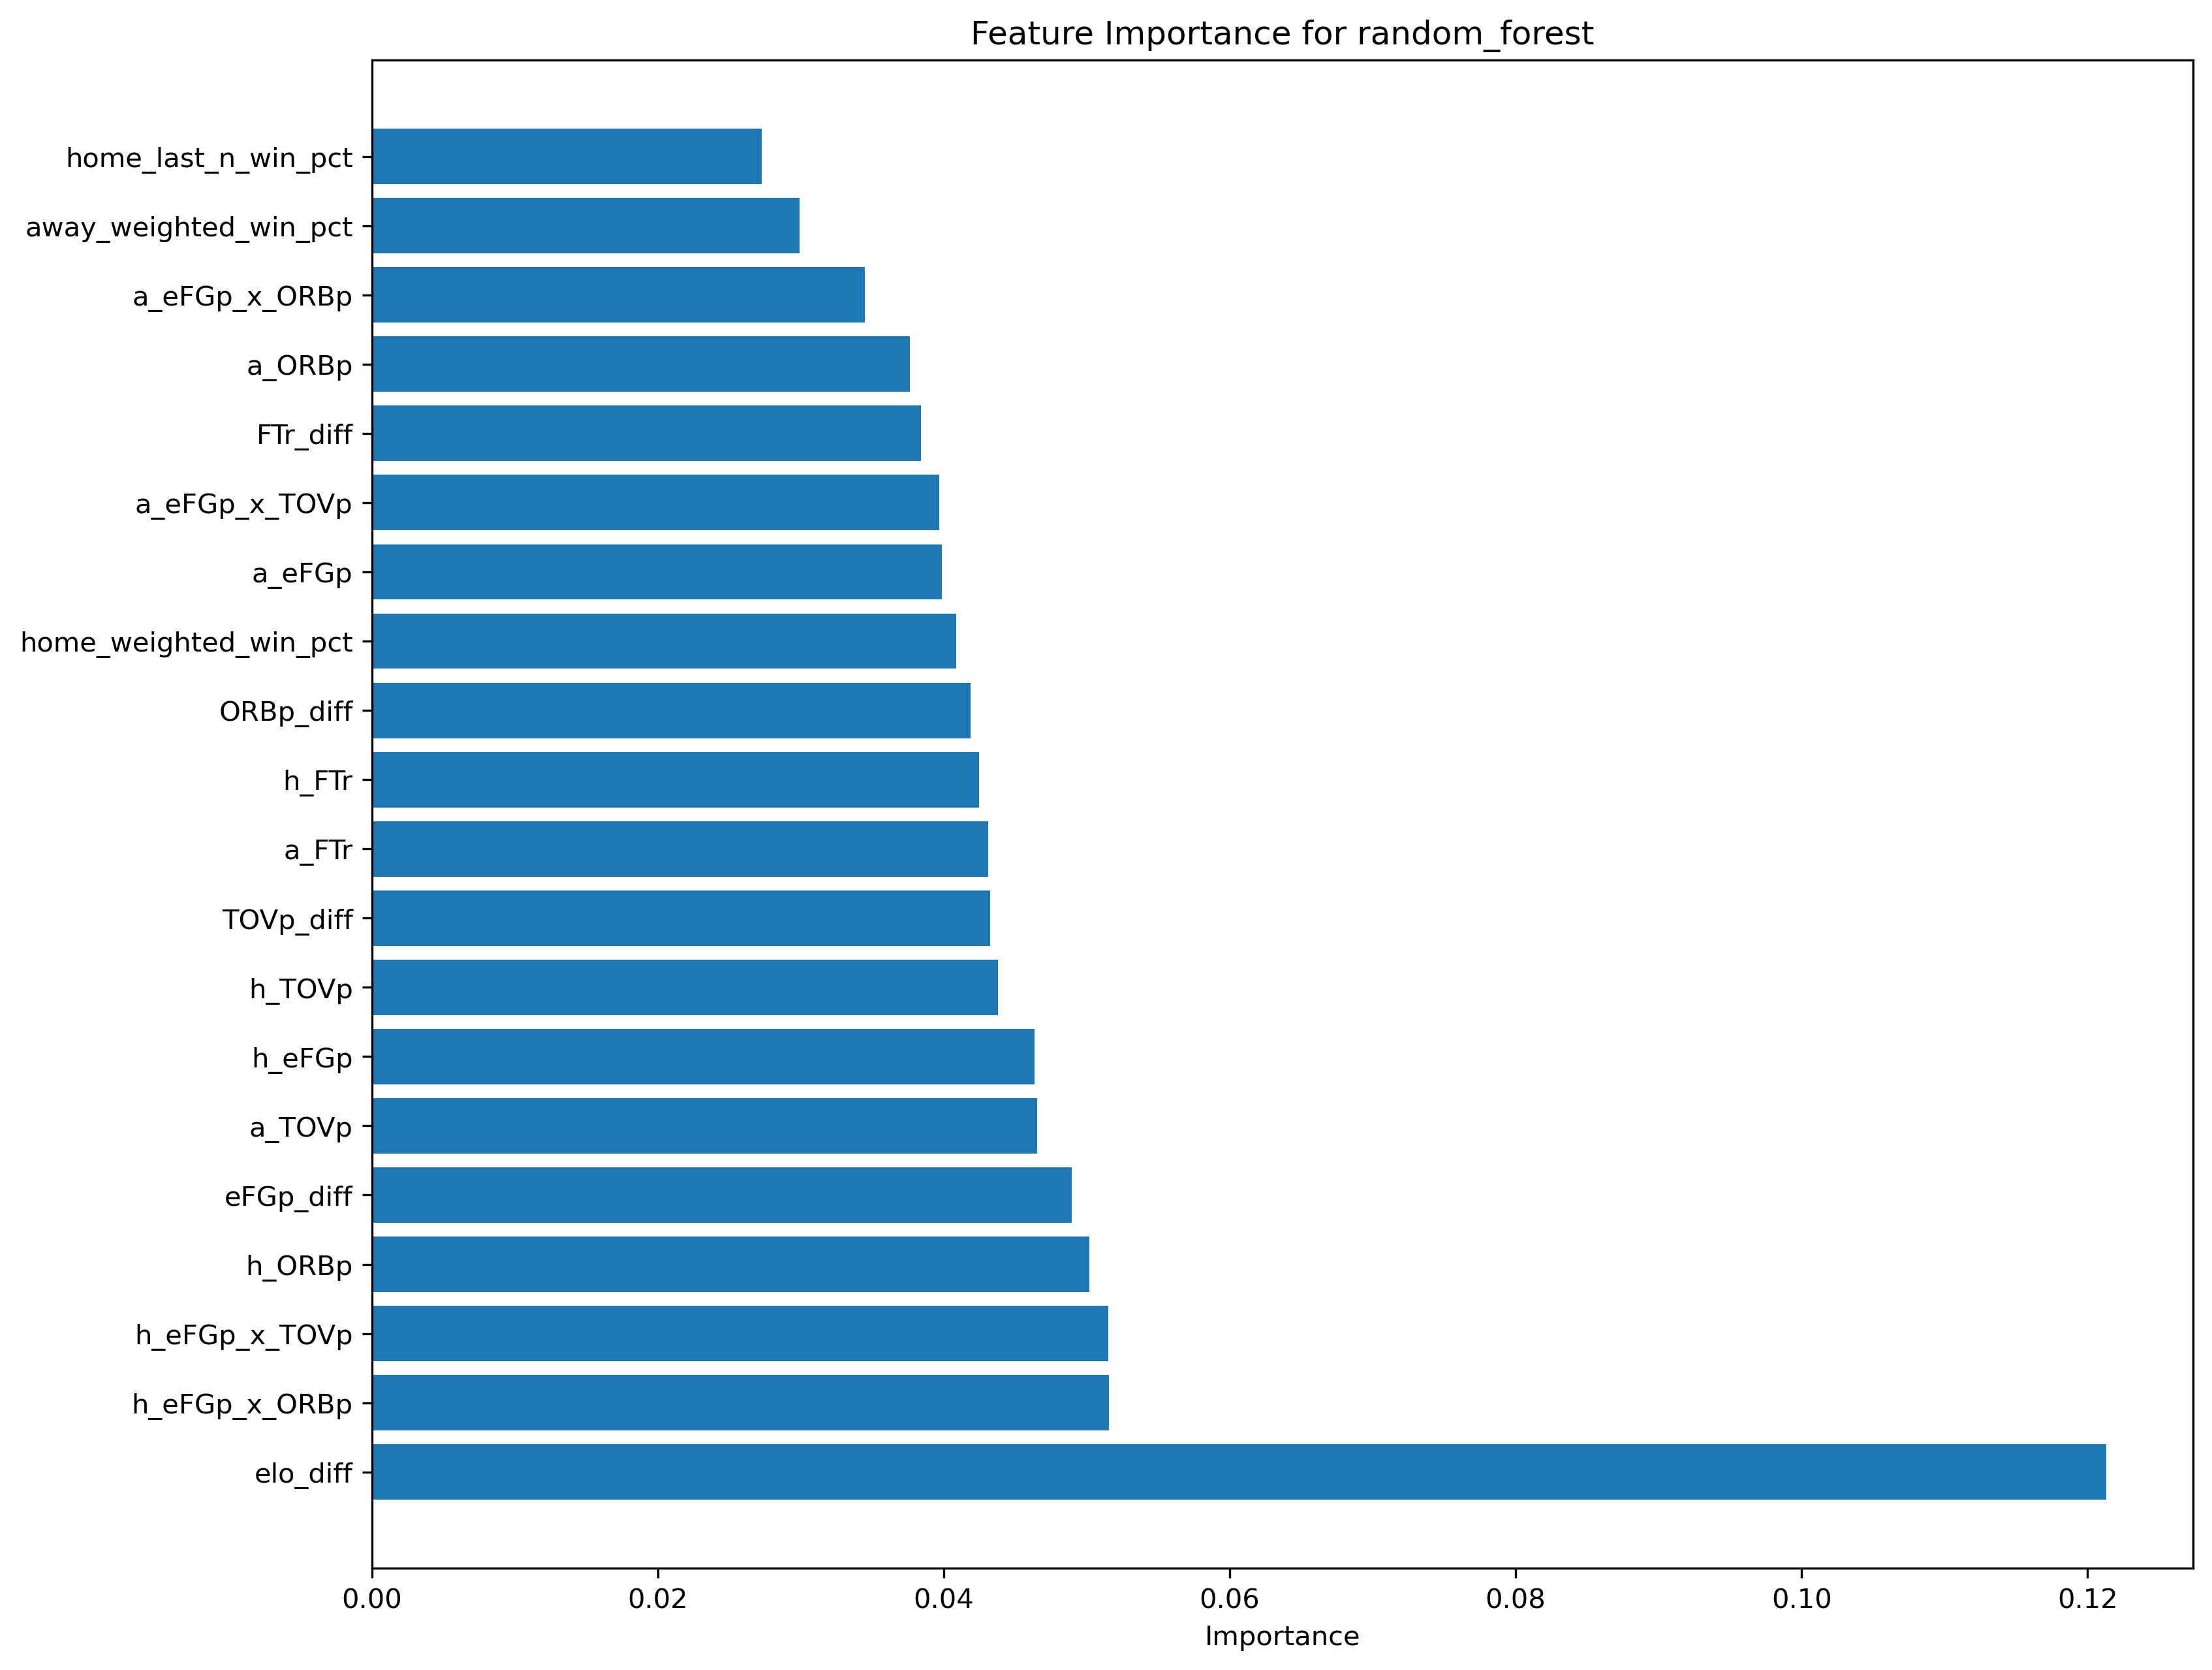 Feature Importance for random_forest
home_last_n_win_pct
away_weighted_win_pct
a_eFGp_x_ORBp
a_ORBp
FTr_diff
a_eFGp_x_TOVp
a_eFGp
home_weighted_win_pct
ORBp_diff
h_FTr
a_FTr
TOVp_diff
h_TOVp
h_eFGp
a_TOVp
eFGp_diff
h_ORBp
h_eFGp_x_TOVp
h_eFGp_x_ORBp
elo_diff
0.00 0.02 0.04 0.06 0.08 0.10 0.12
Importance